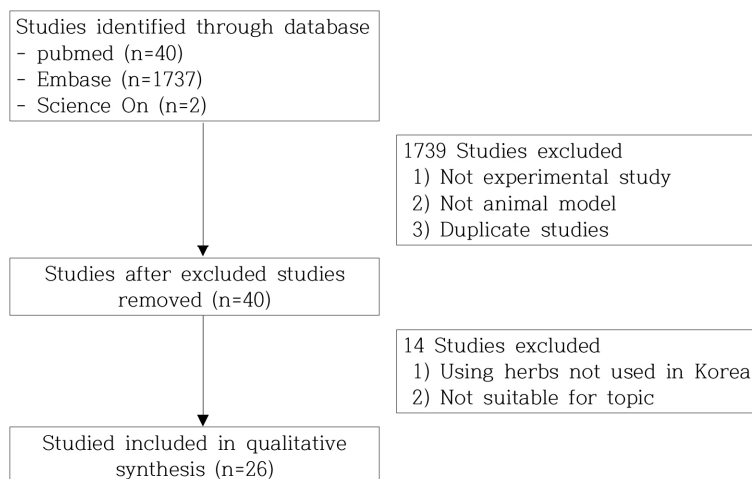 Studies identified through database
- pubmed (n=40)
- Embase (n=1737)
- Science On (n=2)
1739 Studies excluded
1) Not experimental study
2) Not animal model
3) Duplicate studies
Studies after excluded studies
removed (n=40)
14 Studies excluded
1) Using herbs not used in Korea
2) Not suitable for topic
Studied included in qualitative
synthesis (n=26)